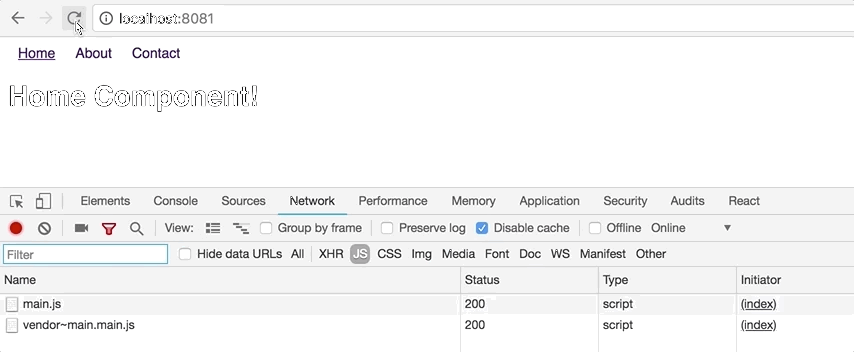 localhost:8081
Home About Contact
Home Component!
Elements Console Sources Network Performance Memory Application Security Audits React
View: Group by frame Preserve log Disable cache Offline Online
Filter Hide data URLs All XHR JS CSS Img Media Font Doc WS Manifest Other
Name Status Type Initiator
main.js 200 script (index)
vendor~main.main.js 200 script (index)